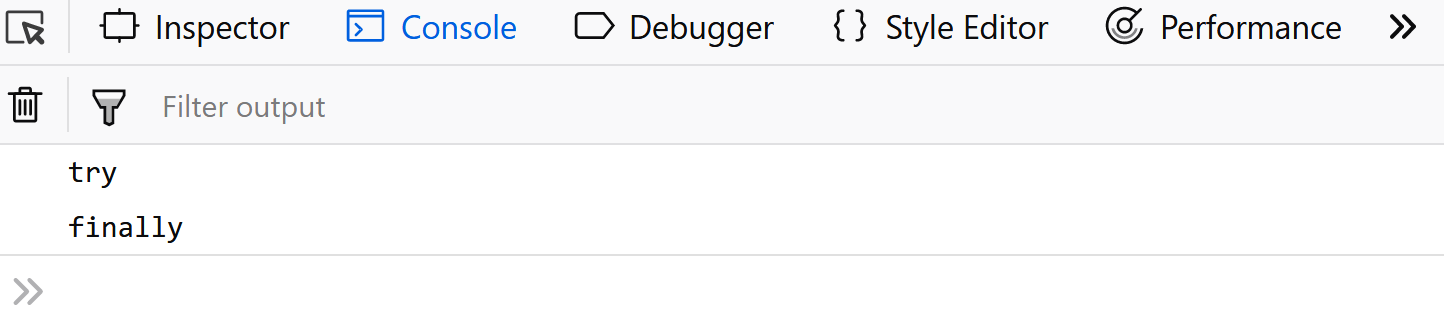 Inspector Console Debugger { } Style Editor Performance
Filter output
try
finally